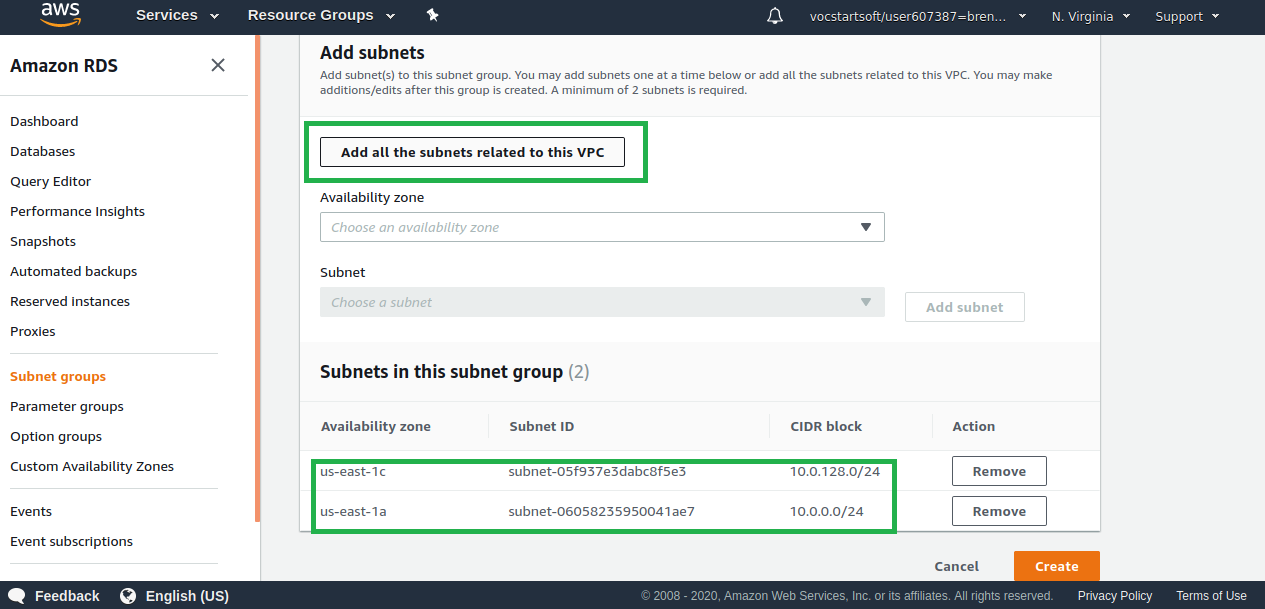 aws
Services
Resource Groups
vocstartsoft/user607387=bren...
N. Virginia
Support
Amazon RDS
Dashboard
Databases
Query Editor
Performance Insights
Snapshots
Automated backups
Reserved instances
Proxies
Subnet groups
Parameter groups
Option groups
Custom Availability Zones
Events
Event subscriptions
Add subnets
Add subnet(s) to this subnet group. You may add subnets one at a time below or add all the subnets related to this VPC. You may make
additions/edits after this group is created. A minimum of 2 subnets is required.
Add all the subnets related to this VPC
Availability zone
Choose an availability zone
Subnet
Choose a subnet
Add subnet
Subnets in this subnet group (2)
Availability zone Subnet ID CIDR block Action
us-east-1c subnet-05f937e3dabc8f5e3 10.0.128.0/24 Remove
us-east-1a subnet-06058235950041ae7 10.0.0.0/24 Remove
Cancel Create
Feedback English (US) © 2008 - 2020, Amazon Web Services, Inc. or its affiliates. All rights reserved. Privacy Policy Terms of Use